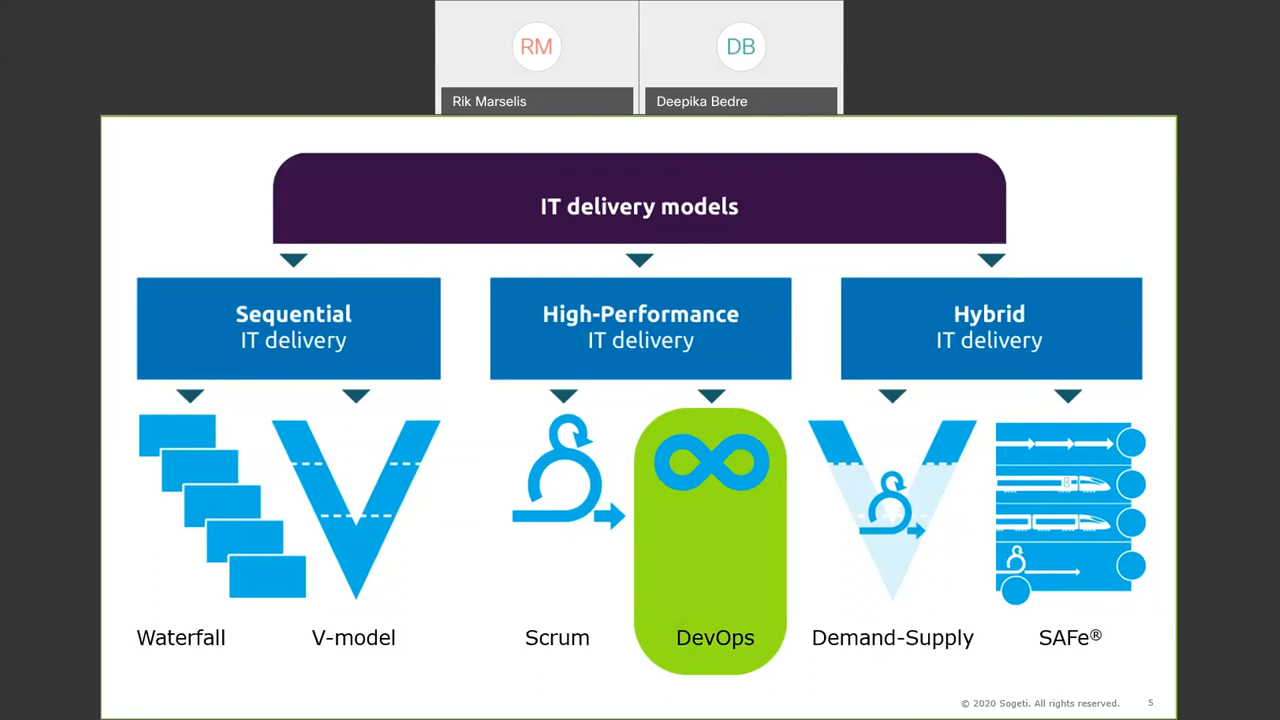 RM
DB
Rik Marselis
Deepika Bedre
IT delivery models
Sequential
IT delivery
High-Performance
IT delivery
Hybrid
IT delivery
Waterfall
V-model
Scrum
DevOps
Demand-Supply
SAFe®
© 2020 Sogeti. All rights reserved.
5